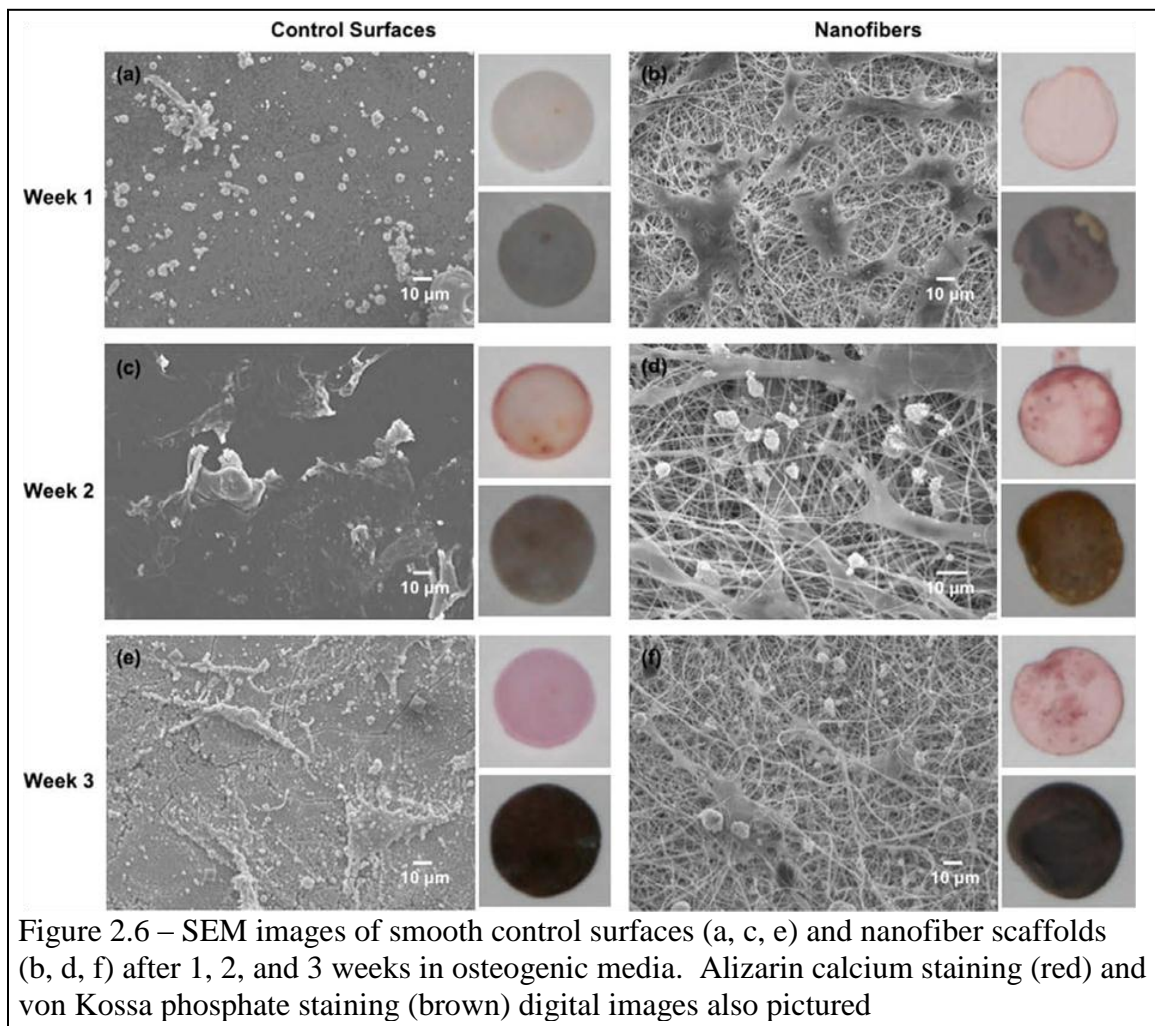 Control Surfaces
Nanofibers
Week 1
(a)
10 µm
(b)
10 µm
Week 2
(c)
10 µm
(d)
10 µm
Week 3
(e)
10 µm
(f)
10 µm
Figure 2.6 – SEM images of smooth control surfaces (a, c, e) and nanofiber scaffolds
(b, d, f) after 1, 2, and 3 weeks in osteogenic media. Alizarin calcium staining (red) and
von Kossa phosphate staining (brown) digital images also pictured